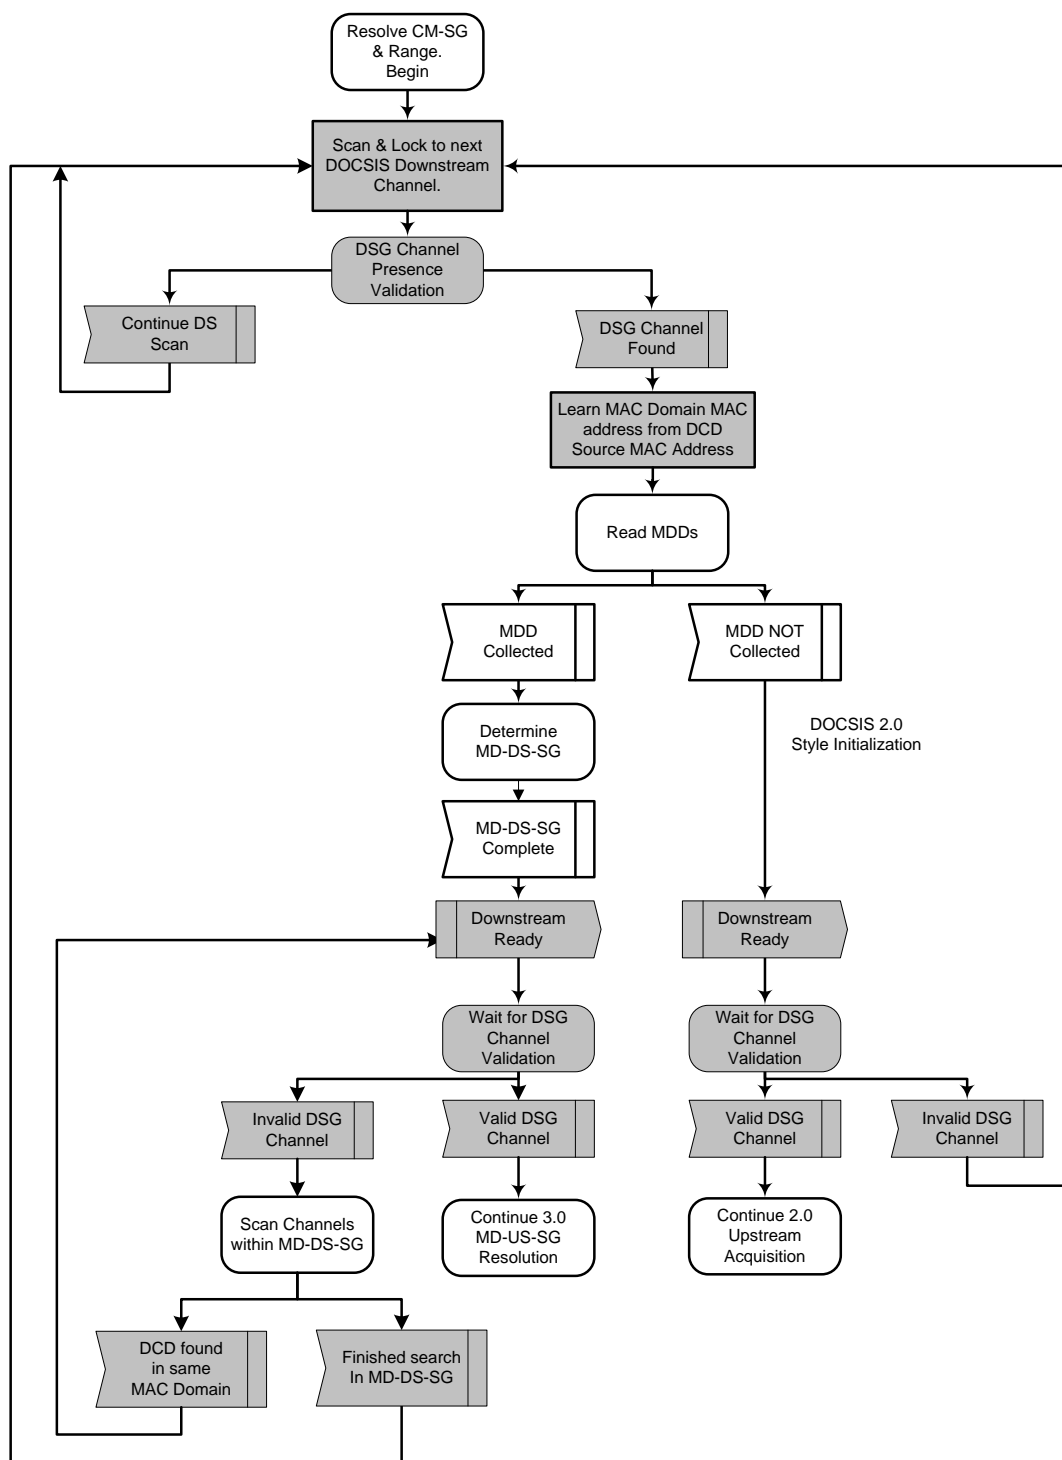 Resolve CM-SG
& Range.
Begin
Scan & Lock to next
DOCSIS Downstream
Channel.
DSG Channel
Presence
Validation
Continue DS
Scan
DSG Channel
Found
Learn MAC Domain MAC
address from DCD
Source MAC Address
Read MDDs
MDD
Collected
MDD NOT
Collected
Determine
MD-DS-SG
DOCSIS 2.0
Style Initialization
MD-DS-SG
Complete
Downstream
Ready
Downstream
Ready
Wait for DSG
Channel
Validation
Wait for DSG
Channel
Validation
Invalid DSG
Channel
Valid DSG
Channel
Valid DSG
Channel
Invalid DSG
Channel
Scan Channels
within MD-DS-SG
Continue 3.0
MD-US-SG
Resolution
Continue 2.0
Upstream
Acquisition
DCD found
in same
MAC Domain
Finished search
In MD-DS-SG